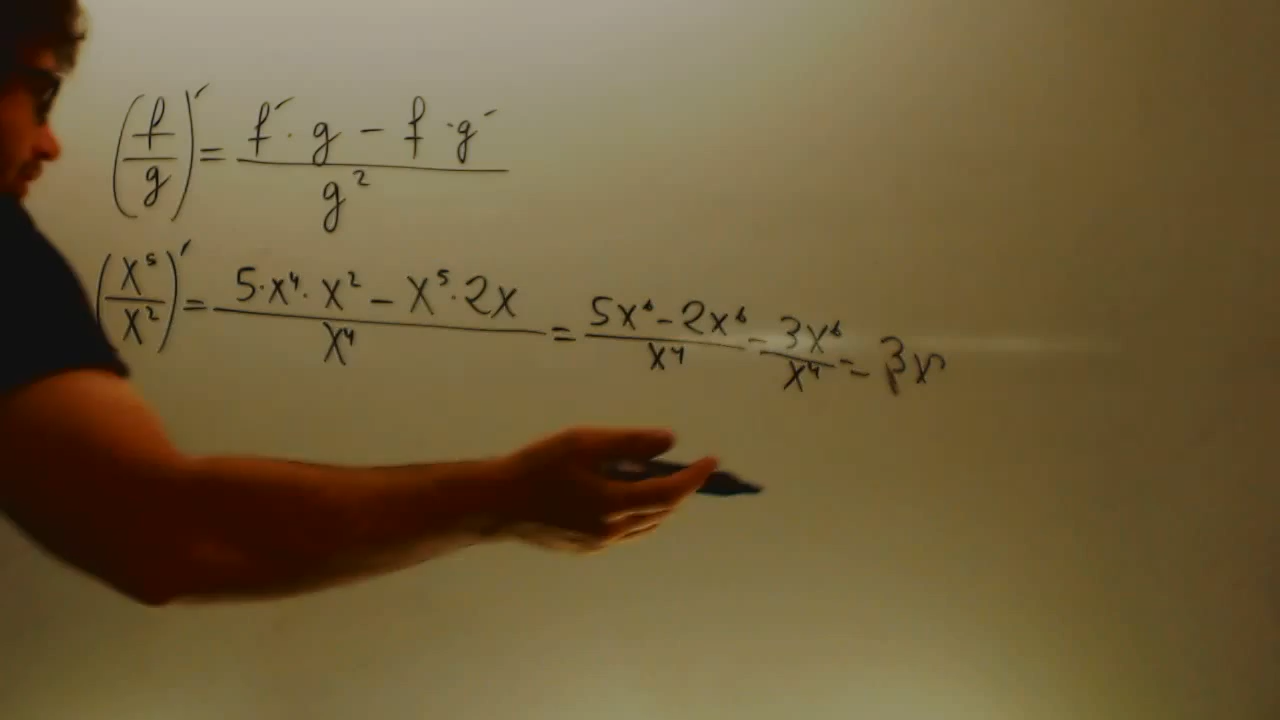 (f/g)′ = (f′ · g − f · g′)/g²
(x⁵/x²)′ = (5·x⁴·x² − x⁵·2x)/x⁴ = (5x⁶ − 2x⁶)/x⁴ = 3x⁶/x⁴ = 3x²